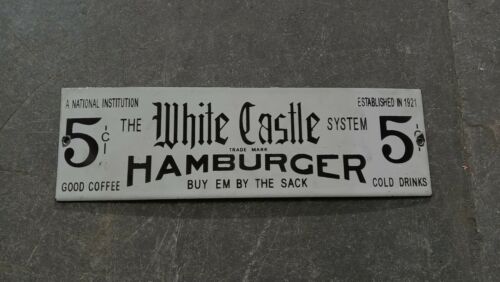 A NATIONAL INSTITUTION ESTABLISHED IN 1921
5¢ THE White Castle SYSTEM 5¢
TRADE MARK
HAMBURGER
GOOD COFFEE BUY EM BY THE SACK COLD DRINKS